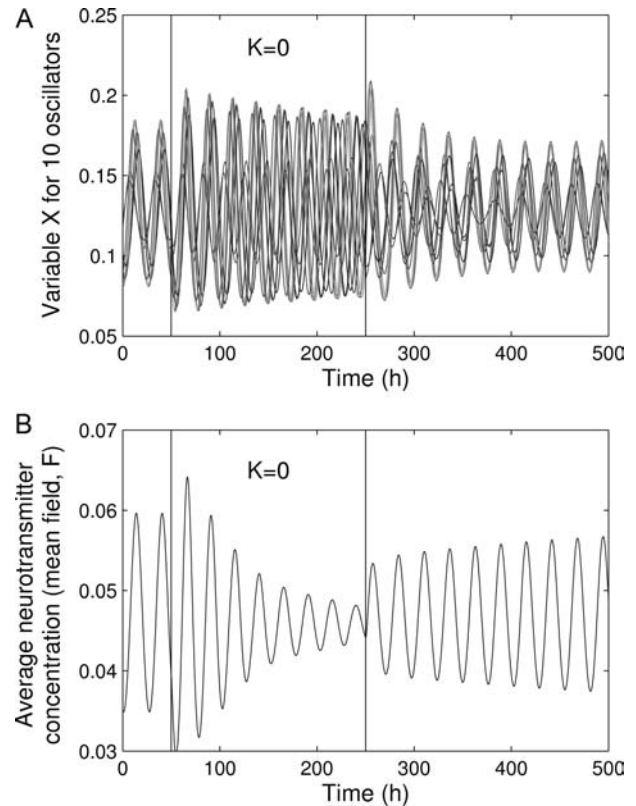 A
K=0
Variable X for 10 oscillators
0.25
0.2
0.15
0.1
0.05
0 100 200 300 400 500
Time (h)
B
K=0
Average neurotransmitter
concentration (mean field, F)
0.07
0.06
0.05
0.04
0.03
0 100 200 300 400 500
Time (h)